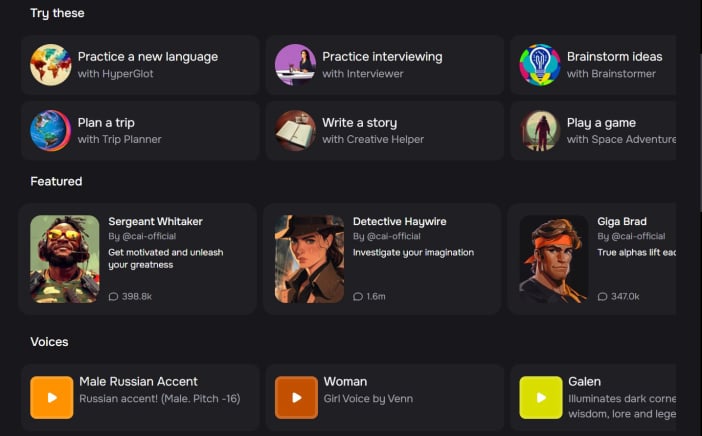 Try these
Practice a new language
with HyperGlot
Practice interviewing
with Interviewer
Brainstorm ideas
with Brainstormer
Plan a trip
with Trip Planner
Write a story
with Creative Helper
Play a game
with Space Adventure
Featured
Sergeant Whitaker
By @cai-official
Get motivated and unleash
your greatness
398.8k
Detective Haywire
By @cai-official
Investigate your imagination
1.6m
Giga Brad
By @cai-official
True alphas lift eac
347.0k
Voices
Male Russian Accent
Russian accent! (Male. Pitch -16)
Woman
Girl Voice by Venn
Galen
Illuminates dark corne
wisdom, lore and lege